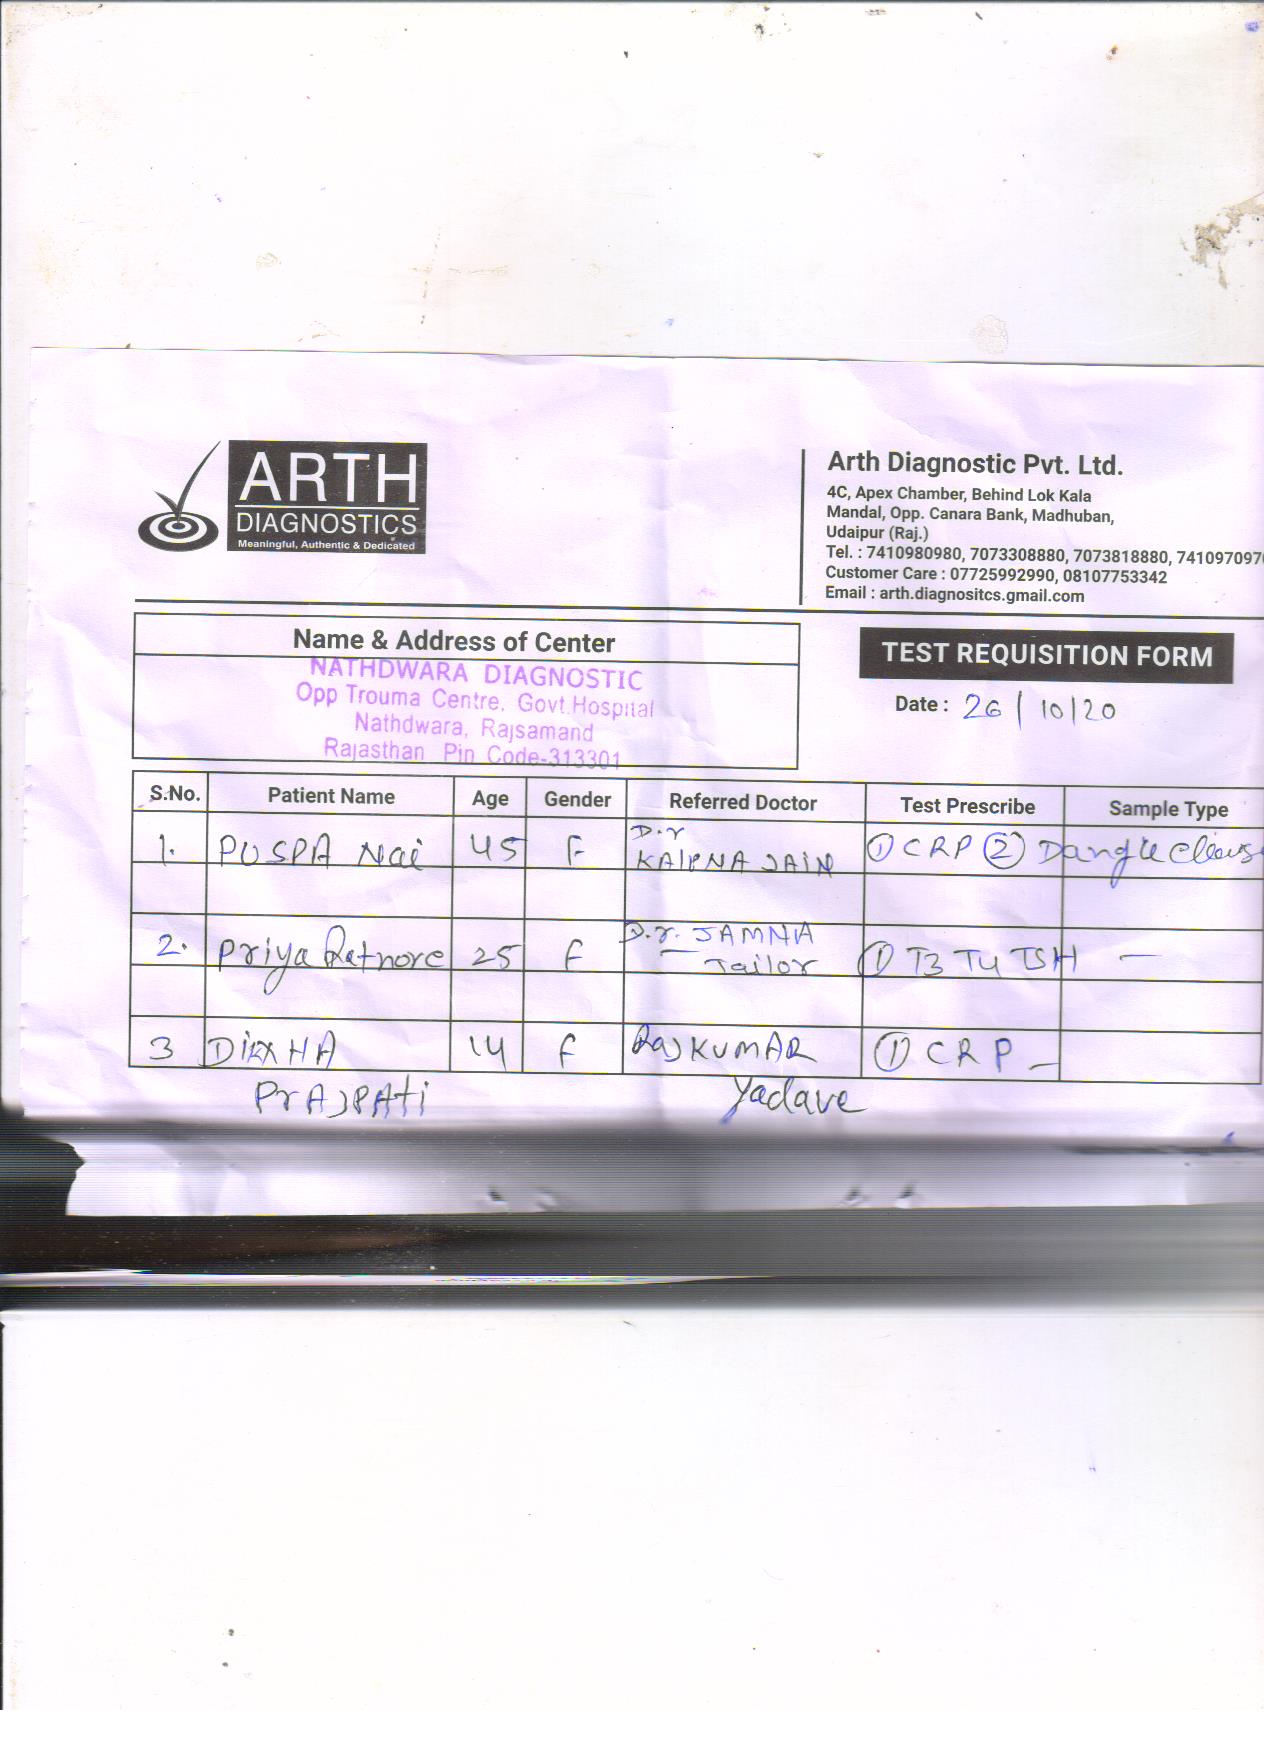 ARTH
DIAGNOSTICS
Meaningful, Authentic & Dedicated
Arth Diagnostic Pvt. Ltd.
4C, Apex Chamber, Behind Lok Kala
Mandal, Opp. Canara Bank, Madhuban,
Udaipur (Raj.)
Tel. : 7410980980, 7073308880, 7073818880, 741097097
Customer Care : 07725992990, 08107753342
Email : arth.diagnositcs.gmail.com
Name & Address of Center
NATHDWARA DIAGNOSTIC
Opp Trouma Centre, Govt.Hospital
Nathdwara, Rajsamand
Rajasthan Pin Code-313301
TEST REQUISITION FORM
Date : 26/10/20
S.No. Patient Name Age Gender Referred Doctor Test Prescribe Sample Type
1. PUSPA Nai 45 F D.r KALPNA JAIN ① CRP ② Dangle
2. Priya Ratnore 25 F D.r. JAMNA Tailor ① T3 T4 TSH —
3 DIKXHA PrAJPAti 14 F RAJKUMAR Yadave ① CRP —